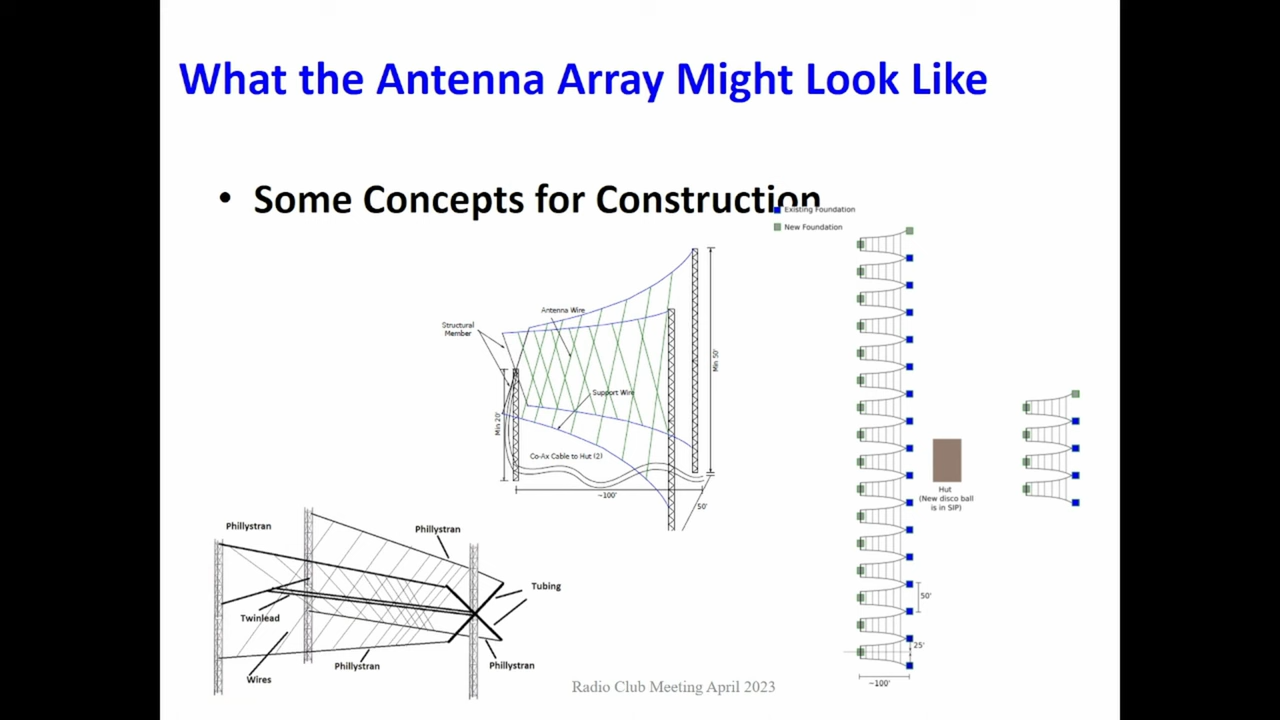 What the Antenna Array Might Look Like
• Some Concepts for Construction
Existing Foundation
New Foundation
Antenna Wire
Structural
Member
Min 50'
Support Wire
Min 20'
Co-Ax Cable to Hut (2)
~100'
50'
Hut
(New disco ball
is in SIP)
50'
25'
~100'
Phillystran
Phillystran
Tubing
Twinlead
Phillystran
Phillystran
Wires
Radio Club Meeting April 2023